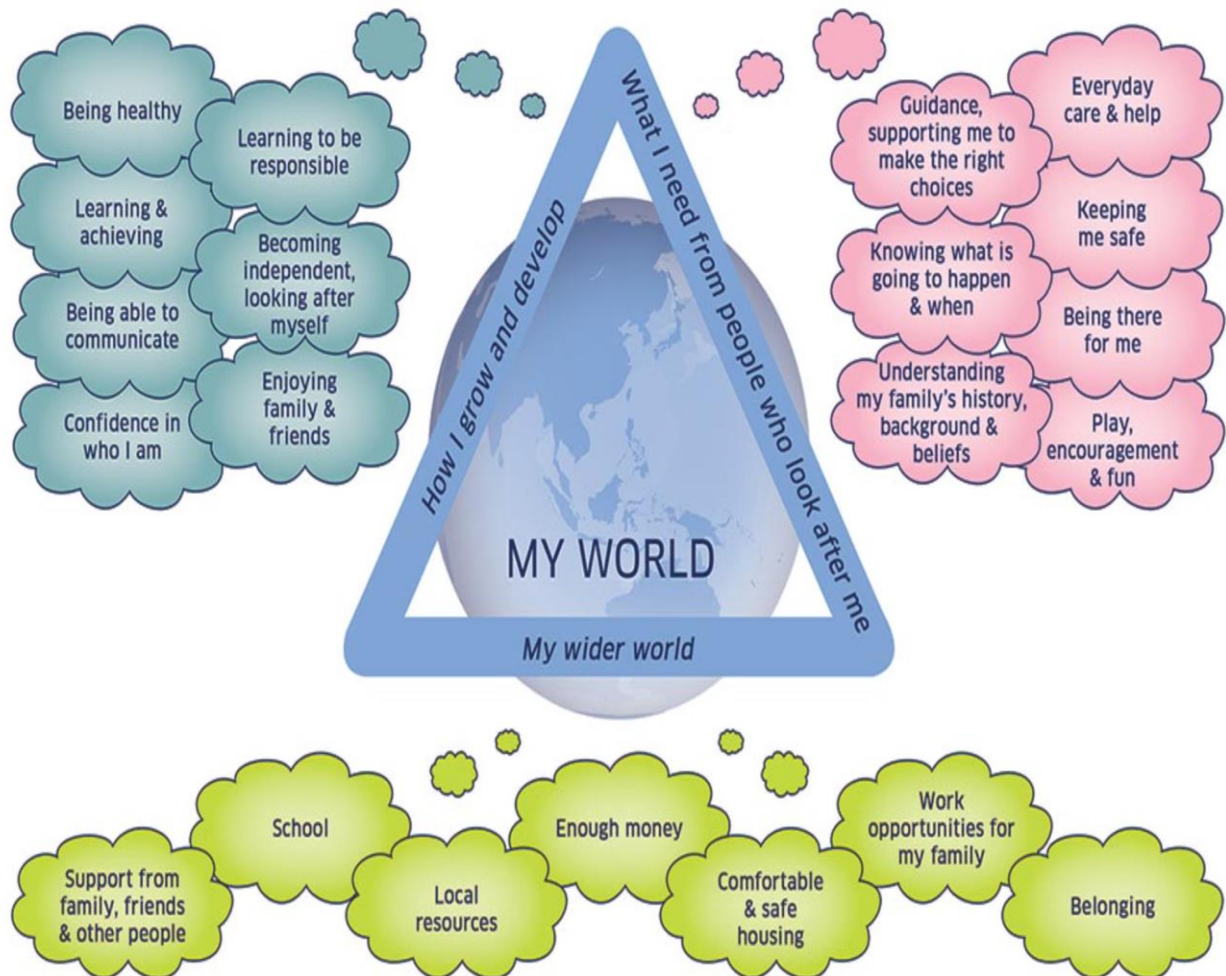 Being healthy
Learning to be
responsible
Learning &
achieving
Becoming
independent,
looking after
myself
Being able to
communicate
Enjoying
family &
friends
Confidence in
who I am
How I grow and develop
What I need from people who look after me
MY WORLD
My wider world
Everyday
care & help
Guidance,
supporting me to
make the right
choices
Keeping
me safe
Knowing what is
going to happen
& when
Being there
for me
Understanding
my family's history,
background &
beliefs
Play,
encouragement
& fun
Support from
family, friends
& other people
School
Local
resources
Enough money
Comfortable
& safe
housing
Work
opportunities for
my family
Belonging